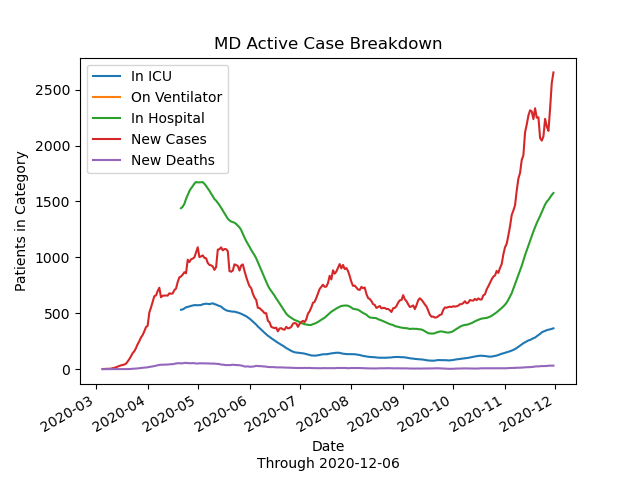 MD Active Case Breakdown
In ICU
On Ventilator
In Hospital
New Cases
New Deaths
Patients in Category
2500
2000
1500
1000
500
0
2020-03
2020-04
2020-05
2020-06
2020-07
2020-08
2020-09
2020-10
2020-11
2020-12
Date
Through 2020-12-06